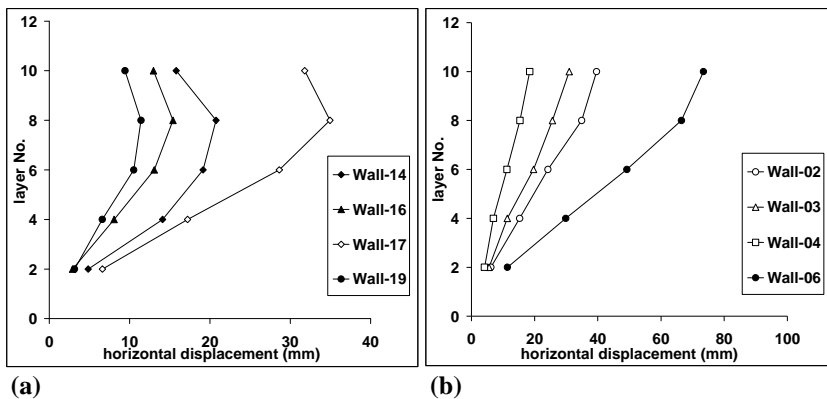 12
10
8
6
4
2
0
layer No.
0 10 20 30 40
horizontal displacement (mm)
Wall-14
Wall-16
Wall-17
Wall-19
(a)
12
10
8
6
4
2
0
layer No.
0 20 40 60 80 100
horizontal displacement (mm)
Wall-02
Wall-03
Wall-04
Wall-06
(b)